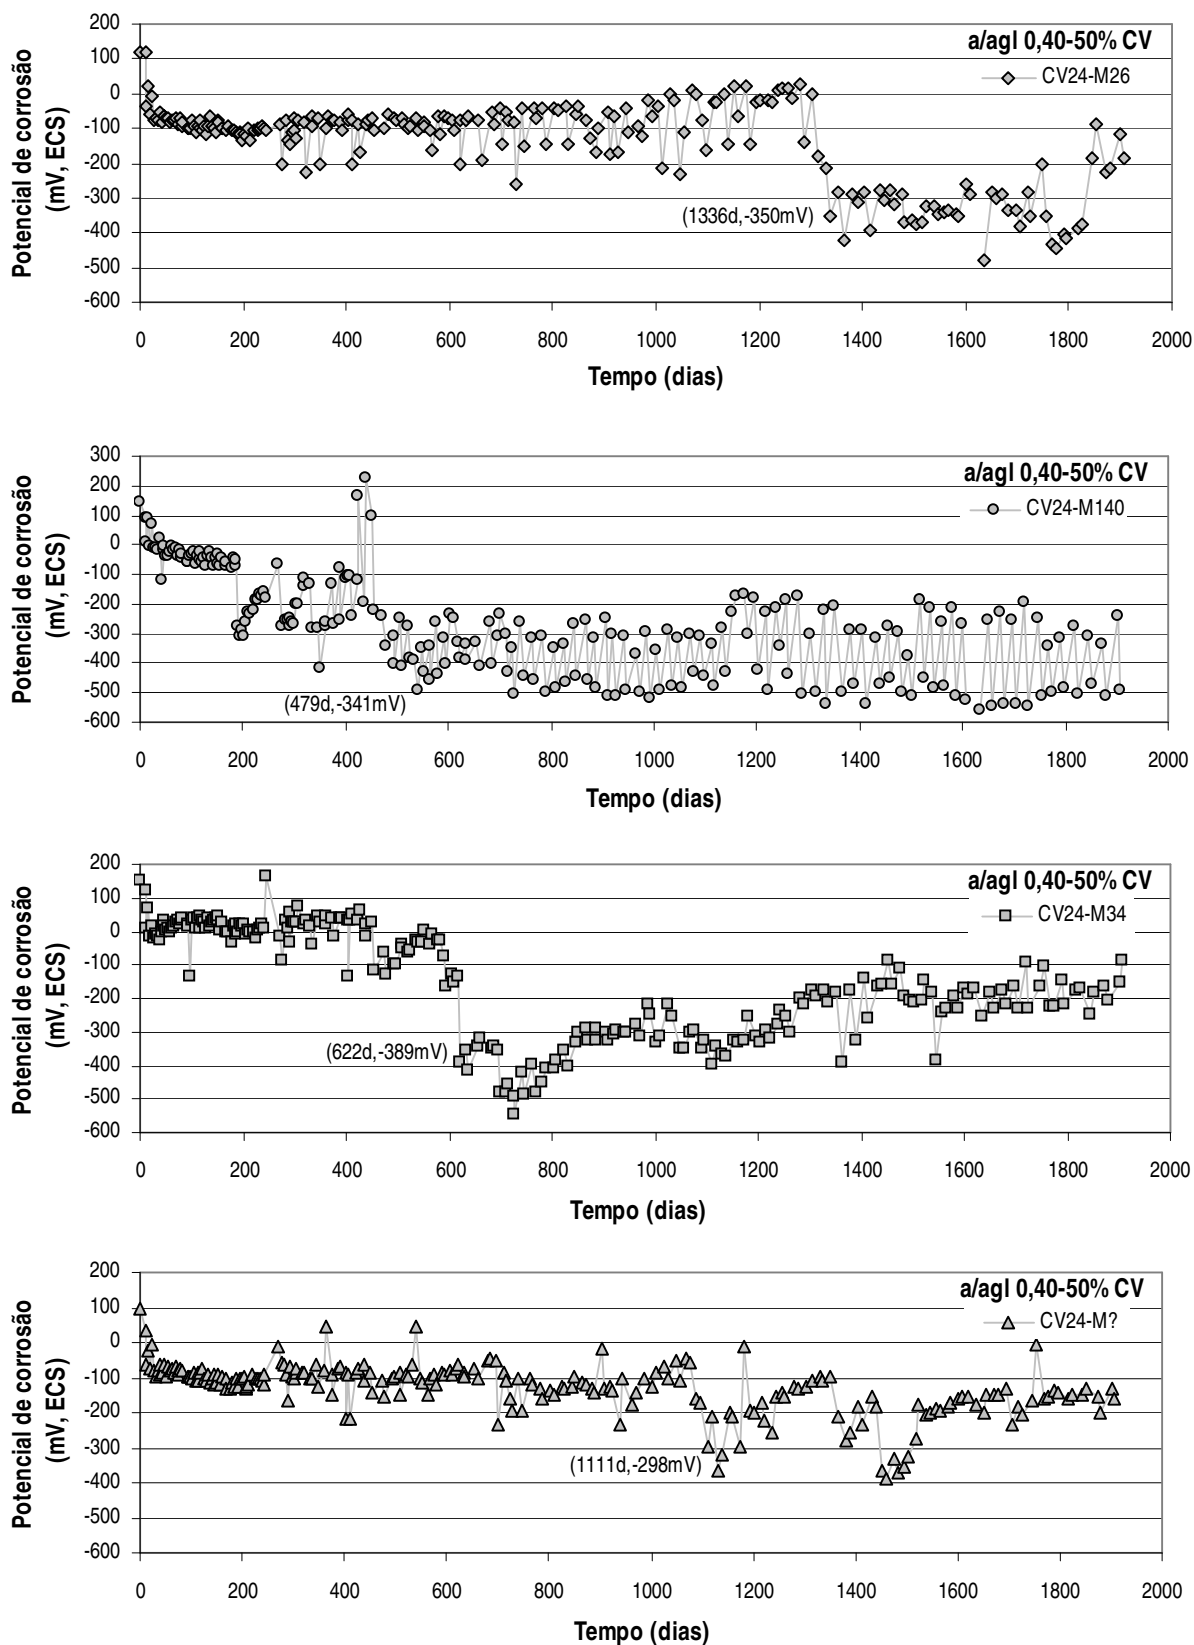 a/agl 0,40-50% CV
CV24-M26
Potencial de corrosão
(mV, ECS)
200
100
0
-100
-200
-300
-400
-500
-600
(1336d,-350mV)
0 200 400 600 800 1000 1200 1400 1600 1800 2000
Tempo (dias)
a/agl 0,40-50% CV
CV24-M140
Potencial de corrosão
(mV, ECS)
300
200
100
0
-100
-200
-300
-400
-500
-600
(479d,-341mV)
0 200 400 600 800 1000 1200 1400 1600 1800 2000
Tempo (dias)
a/agl 0,40-50% CV
CV24-M34
Potencial de corrosão
(mV, ECS)
200
100
0
-100
-200
-300
-400
-500
-600
(622d,-389mV)
0 200 400 600 800 1000 1200 1400 1600 1800 2000
Tempo (dias)
a/agl 0,40-50% CV
CV24-M?
Potencial de corrosão
(mV, ECS)
200
100
0
-100
-200
-300
-400
-500
-600
(1111d,-298mV)
0 200 400 600 800 1000 1200 1400 1600 1800 2000
Tempo (dias)